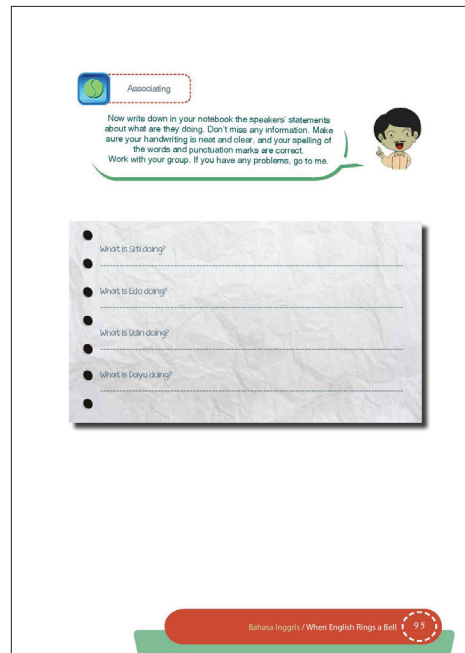 Associating
Now write down in your notebook the speakers' statements
about what are they doing. Don't miss any information. Make
sure your handwriting is neat and clear, and your spelling of
the words and punctuation marks are correct.
Work with your group. If you have any problems, go to me.
What is Siti doing?
What is Edo doing?
What is Udin doing?
What is Dayu doing?
Bahasa Inggris / When English Rings a Bell
95